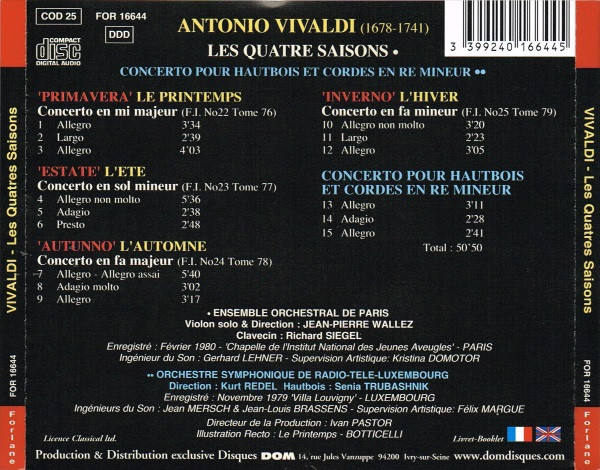 COD 25
FOR 16644
COMPACT
disc
DIGITAL AUDIO
DDD
ANTONIO VIVALDI (1678-1741)
LES QUATRE SAISONS •
CONCERTO POUR HAUTBOIS ET CORDES EN RE MINEUR ••
3 399240 166445
'PRIMAVERA' LE PRINTEMPS
Concerto en mi majeur (F.I. No22 Tome 76)
1 Allegro 3'34
2 Largo 2'39
3 Allegro 4'03
'ESTATE' L'ETE
Concerto en sol mineur (F.I. No23 Tome 77)
4 Allegro non molto 5'36
5 Adagio 2'38
6 Presto 2'48
'AUTUNNO' L'AUTOMNE
Concerto en fa majeur (F.I. No24 Tome 78)
7 Allegro - Allegro assai 5'40
8 Adagio molto 3'02
9 Allegro 3'17
'INVERNO' L'HIVER
Concerto en fa mineur (F.I. No25 Tome 79)
10 Allegro non molto 3'20
11 Largo 2'23
12 Allegro 3'05
CONCERTO POUR HAUTBOIS
ET CORDES EN RE MINEUR
13 Allegro 3'11
14 Adagio 2'28
15 Allegro 2'41
Total : 50'50
• ENSEMBLE ORCHESTRAL DE PARIS
Violon solo & Direction : JEAN-PIERRE WALLEZ
Clavecin : Richard SIEGEL
Enregistré : Février 1980 - 'Chapelle de l'Institut National des Jeunes Aveugles' - PARIS
Ingénieur du Son : Gerhard LEHNER - Supervision Artistique: Kristina DOMOTOR
•• ORCHESTRE SYMPHONIQUE DE RADIO-TELE-LUXEMBOURG
Direction : Kurt REDEL Hautbois : Senia TRUBASHNIK
Enregistré : Novembre 1979 'Villa Louvigny' - LUXEMBOURG
Ingénieurs du Son : Jean MERSCH & Jean-Louis BRASSENS - Supervision Artistique: Félix MARGUE
Directeur de la Production : Ivan PASTOR
Illustration Recto : Le Printemps - BOTTICELLI
Licence Classical ltd.
Livret-Booklet
Production & Distribution exclusive Disques DOM 14, rue Jules Vanzuppe 94200 Ivry-sur-Seine www.domdisques.com
VIVALDI - Les Quatres Saisons
FOR 16644
Forlane
VIVALDI - Les Quatres Saisons
FOR 16644
Forlane